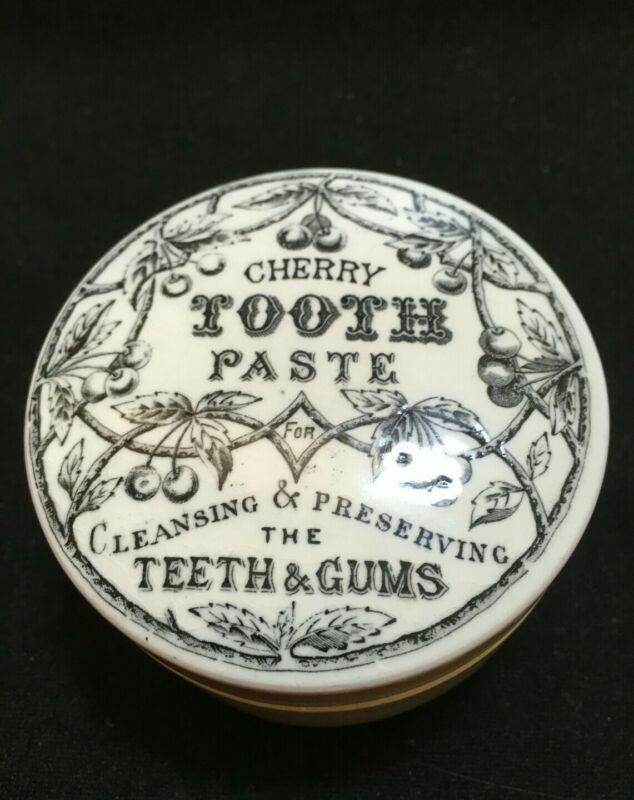 CHERRY
TOOTH
PASTE
FOR
CLEANSING & PRESERVING
THE
TEETH & GUMS